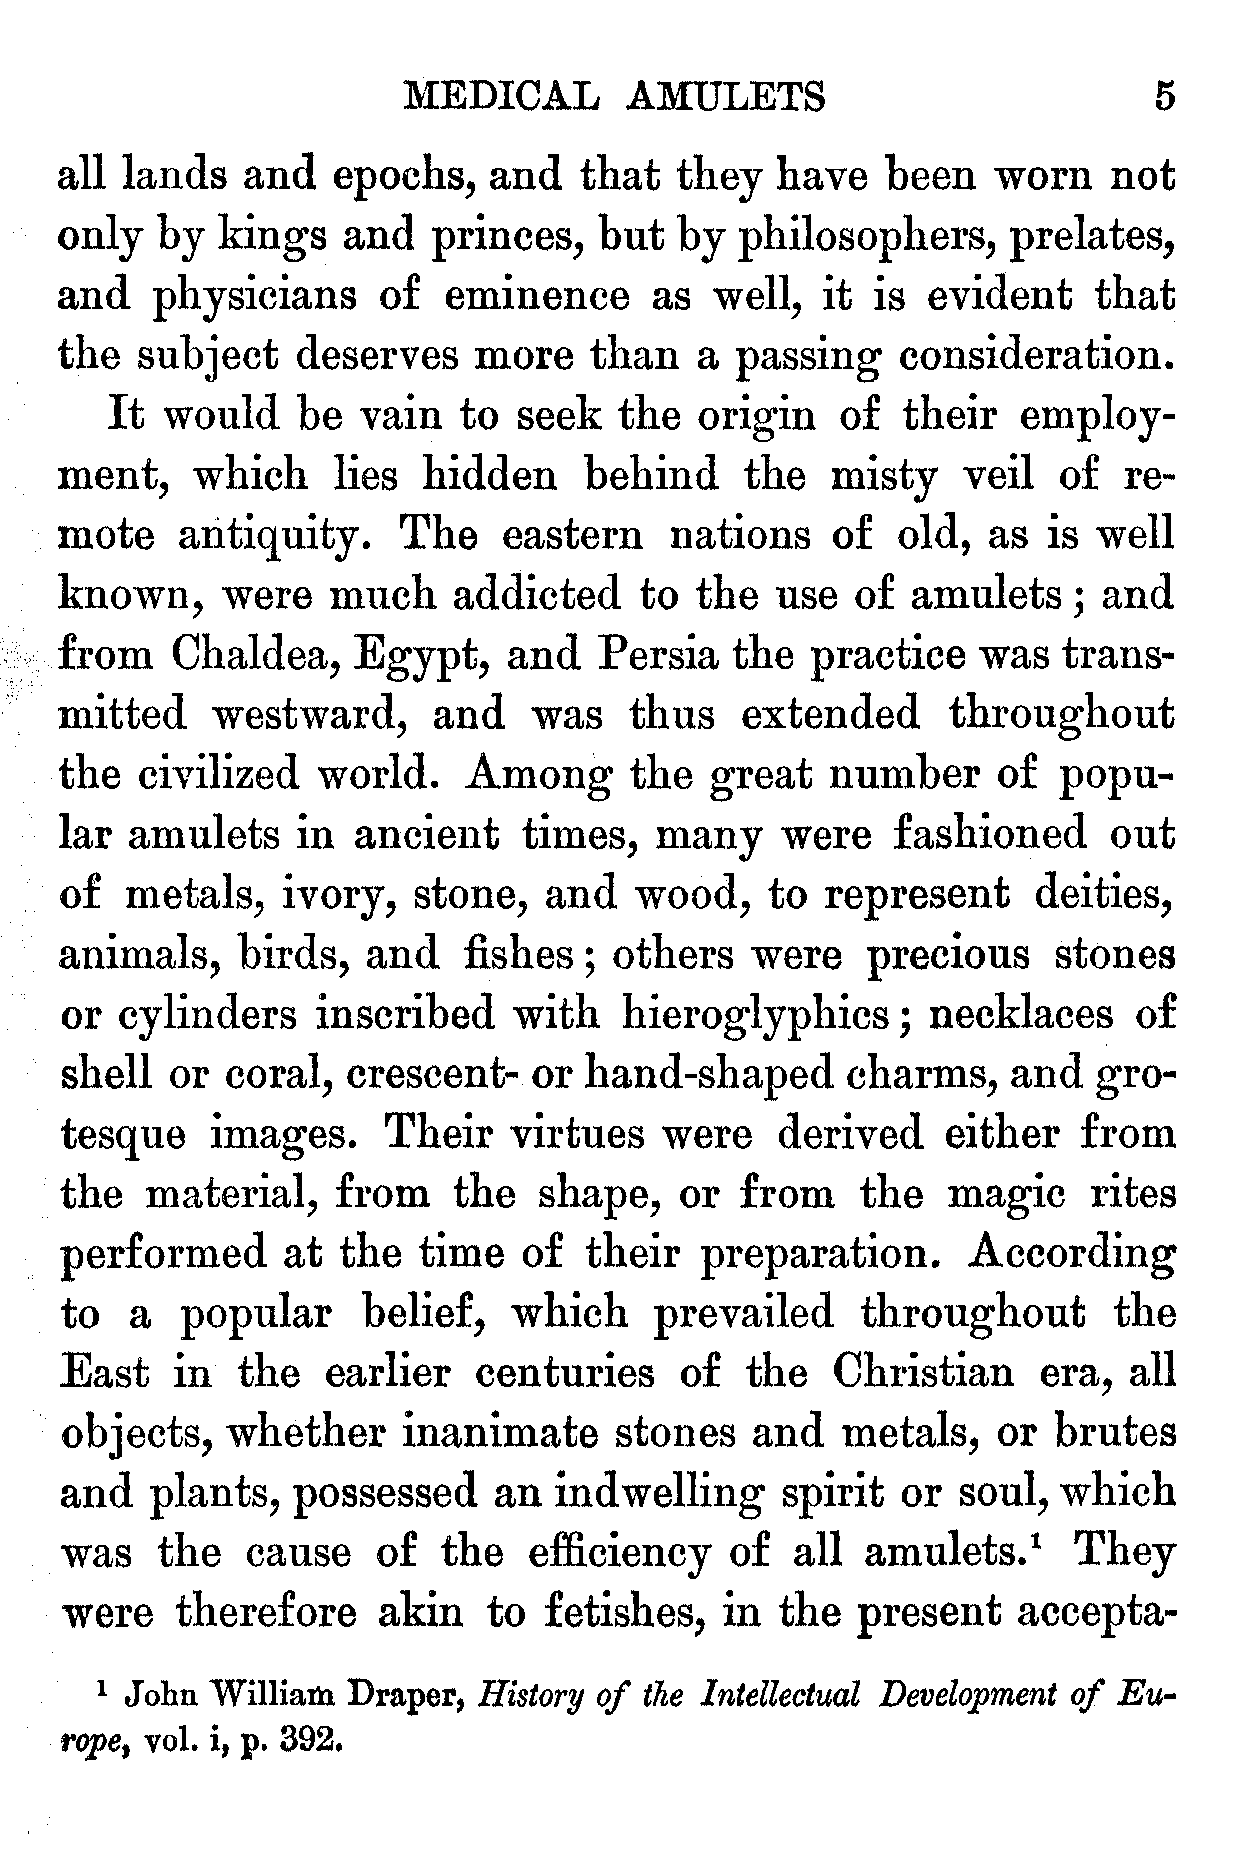 MEDICAL AMULETS 5
all lands and epochs, and that they have been worn not
only by kings and princes, but by philosophers, prelates,
and physicians of eminence as well, it is evident that
the subject deserves more than a passing consideration.
It would be vain to seek the origin of their employ-
ment, which lies hidden behind the misty veil of re-
mote antiquity. The eastern nations of old, as is well
known, were much addicted to the use of amulets; and
from Chaldea, Egypt, and Persia the practice was trans-
mitted westward, and was thus extended throughout
the civilized world. Among the great number of popu-
lar amulets in ancient times, many were fashioned out
of metals, ivory, stone, and wood, to represent deities,
animals, birds, and fishes; others were precious stones
or cylinders inscribed with hieroglyphics; necklaces of
shell or coral, crescent- or hand-shaped charms, and gro-
tesque images. Their virtues were derived either from
the material, from the shape, or from the magic rites
performed at the time of their preparation. According
to a popular belief, which prevailed throughout the
East in the earlier centuries of the Christian era, all
objects, whether inanimate stones and metals, or brutes
and plants, possessed an indwelling spirit or soul, which
was the cause of the efficiency of all amulets.¹ They
were therefore akin to fetishes, in the present accepta-
¹ John William Draper, History of the Intellectual Development of Eu-
rope, vol. i, p. 392.